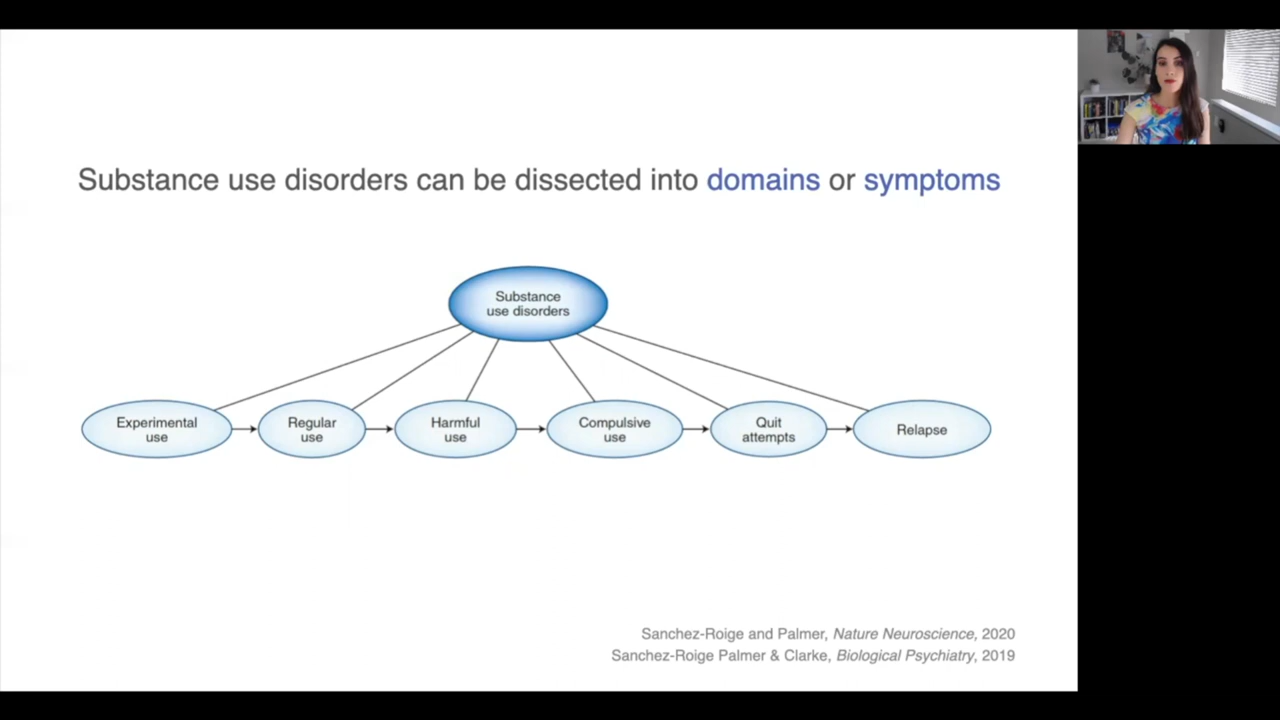 Substance use disorders can be dissected into domains or symptoms
Substance
use disorders
Experimental
use
Regular
use
Harmful
use
Compulsive
use
Quit
attempts
Relapse
Sanchez-Roige and Palmer, Nature Neuroscience, 2020
Sanchez-Roige Palmer & Clarke, Biological Psychiatry, 2019